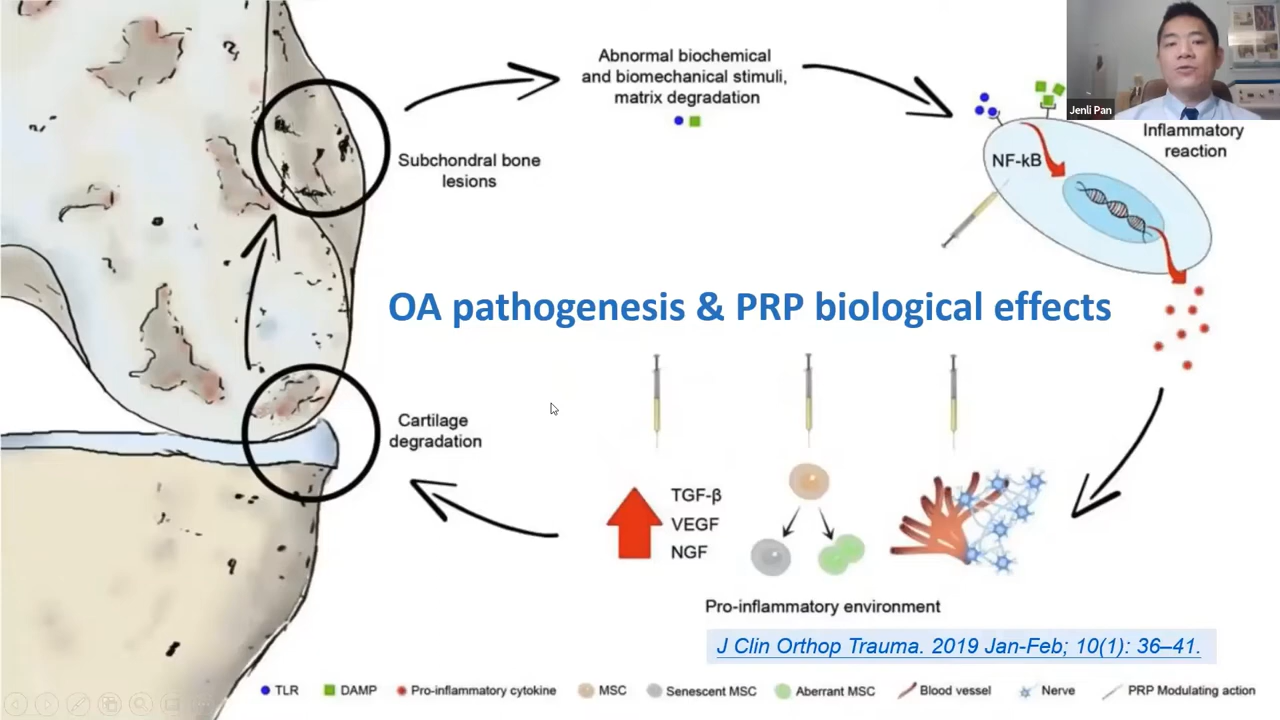 Jenli Pan
Abnormal biochemical
and biomechanical stimuli,
matrix degradation
Inflammatory
reaction
NF-kB
Subchondral bone
lesions
OA pathogenesis & PRP biological effects
Cartilage
degradation
TGF-β
VEGF
NGF
Pro-inflammatory environment
J Clin Orthop Trauma. 2019 Jan-Feb; 10(1): 36–41.
TLR DAMP Pro-inflammatory cytokine MSC Senescent MSC Aberrant MSC Blood vessel Nerve PRP Modulating action